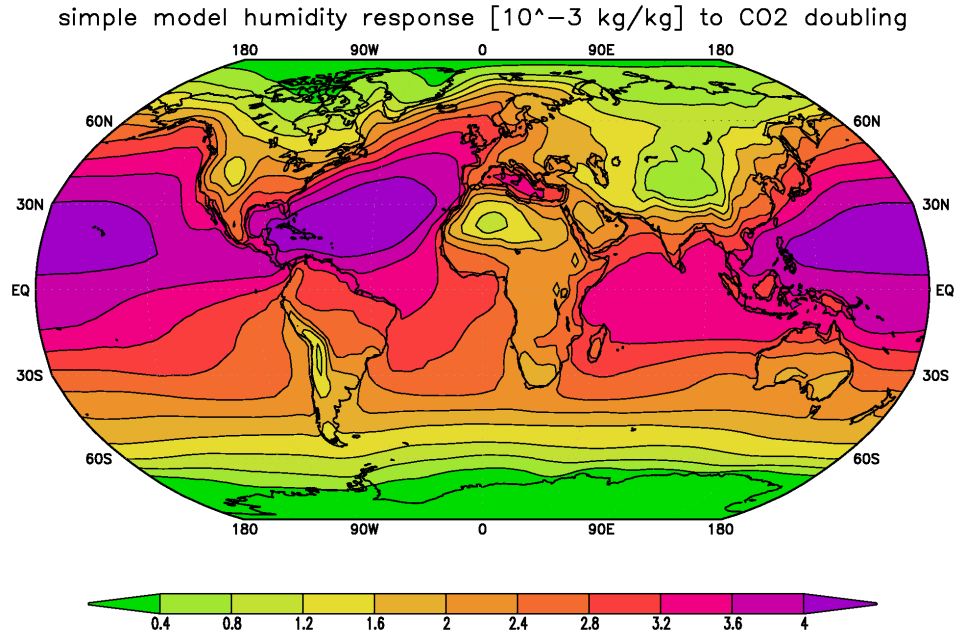 simple model humidity response [10^-3 kg/kg] to CO2 doubling
180 90W 0 90E 180
60N 60N
30N 30N
EQ EQ
30S 30S
60S 60S
180 90W 0 90E 180
0.4 0.8 1.2 1.6 2 2.4 2.8 3.2 3.6 4